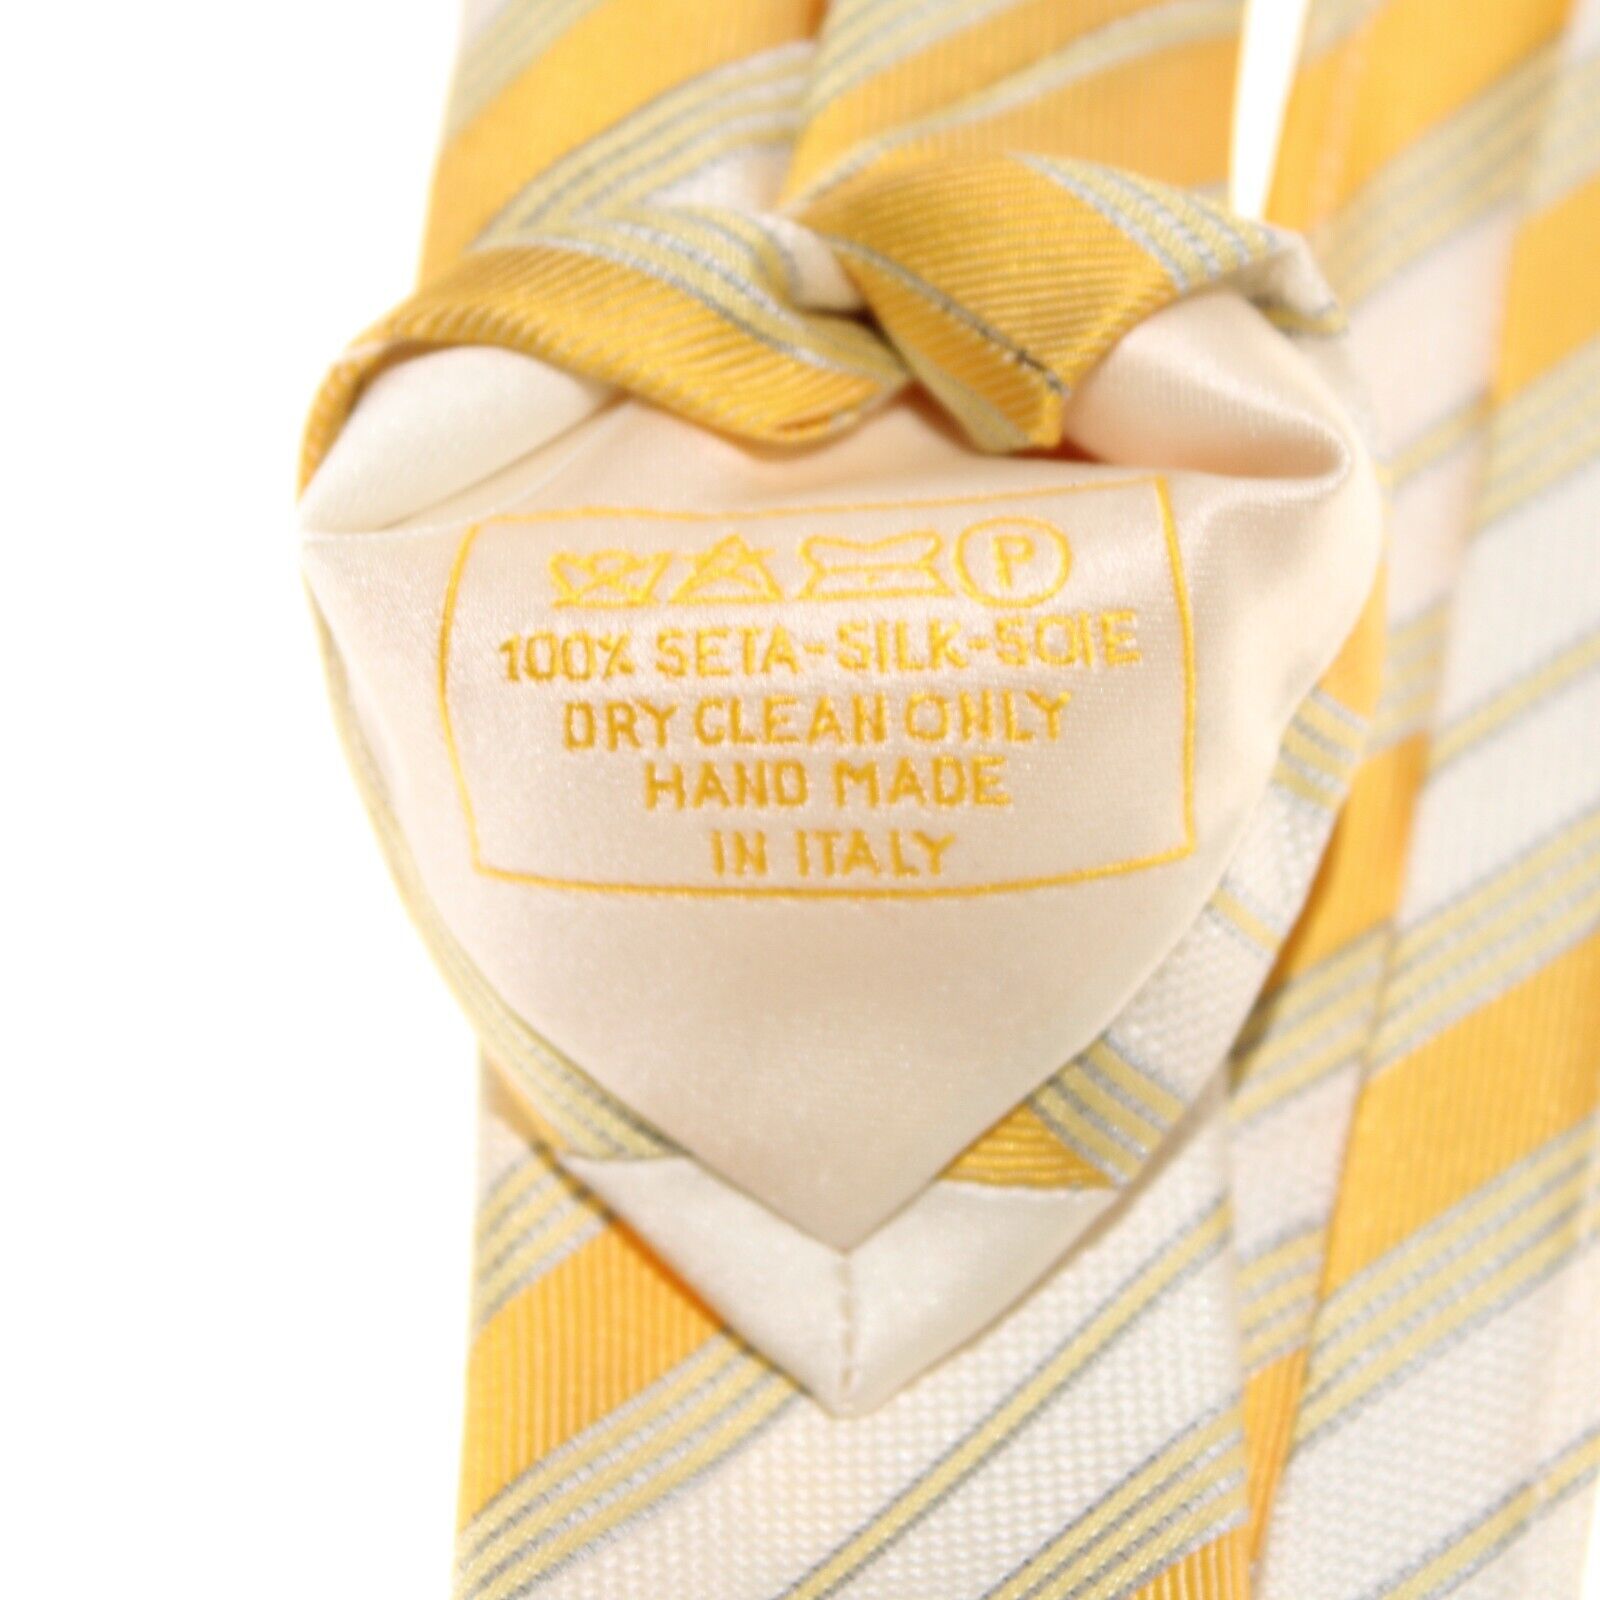 P
100% SETA-SILK-SOIE
DRY CLEAN ONLY
HAND MADE
IN ITALY